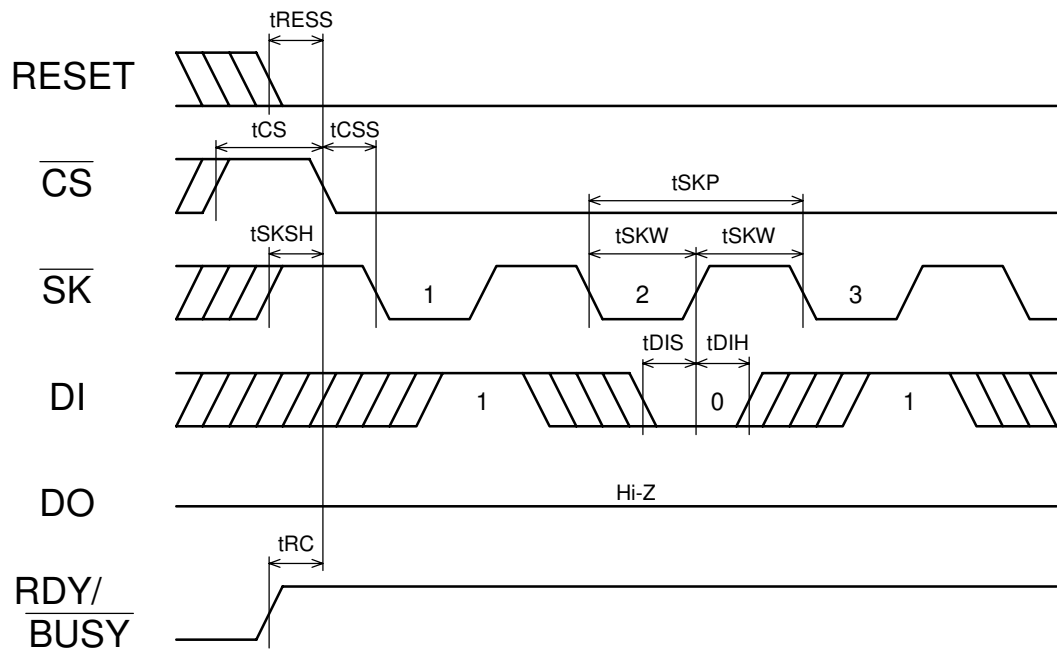 tRESS
RESET
tCS
tCSS
CS
tSKP
tSKSH
tSKW
tSKW
SK
1
2
3
tDIS
tDIH
DI
1
0
1
Hi-Z
DO
tRC
RDY/
BUSY